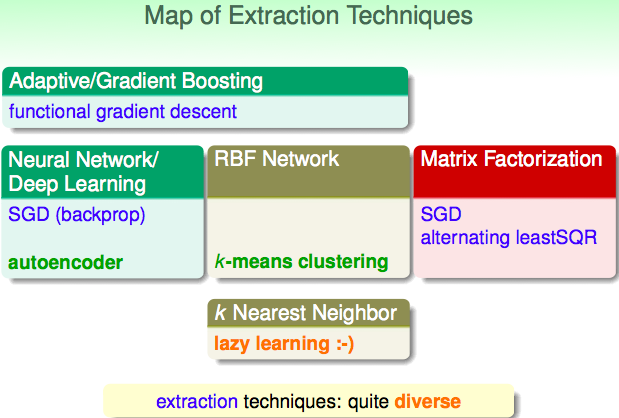 Map of Extraction Techniques
Adaptive/Gradient Boosting
functional gradient descent
Neural Network/
Deep Learning
SGD (backprop)
autoencoder
RBF Network
k-means clustering
Matrix Factorization
SGD
alternating leastSQR
k Nearest Neighbor
lazy learning :-)
extraction techniques: quite diverse